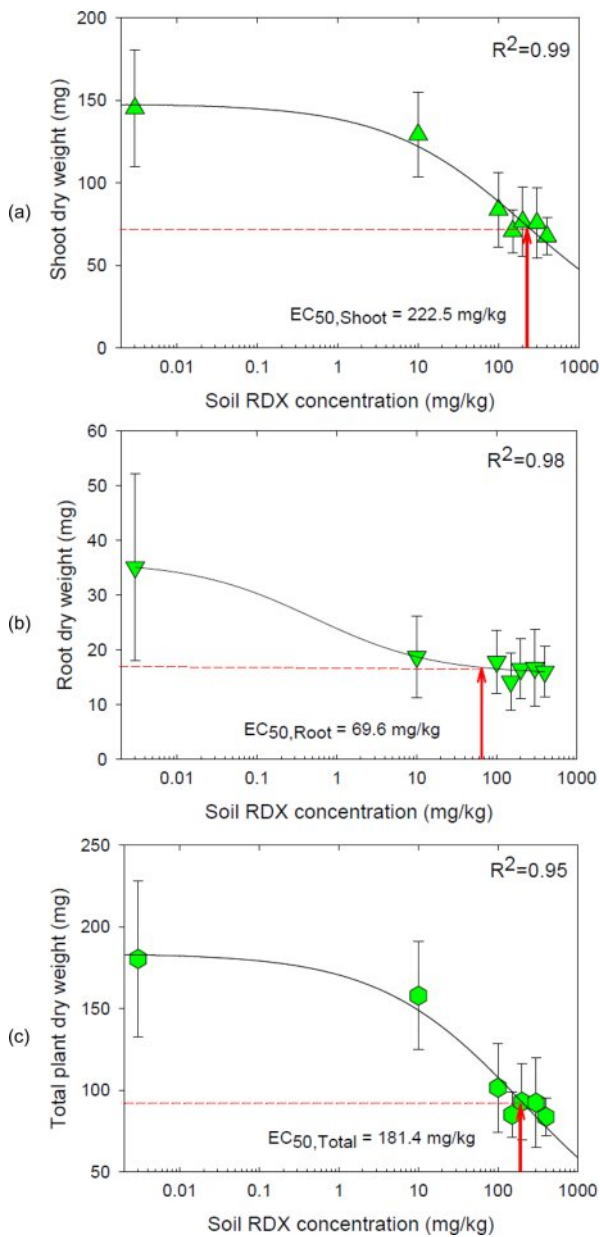 200
R2=0.99
150
(a)
Shoot dry weight (mg)
100
50
EC50,Shoot = 222.5 mg/kg
0
0.01 0.1 1 10 100 1000
Soil RDX concentration (mg/kg)
60
R2=0.98
50
40
(b)
Root dry weight (mg)
30
20
10
EC50,Root = 69.6 mg/kg
0
0.01 0.1 1 10 100 1000
Soil RDX concentration (mg/kg)
250
R2=0.95
200
(c)
Total plant dry weight (mg)
150
100
EC50,Total = 181.4 mg/kg
50
0.01 0.1 1 10 100 1000
Soil RDX concentration (mg/kg)